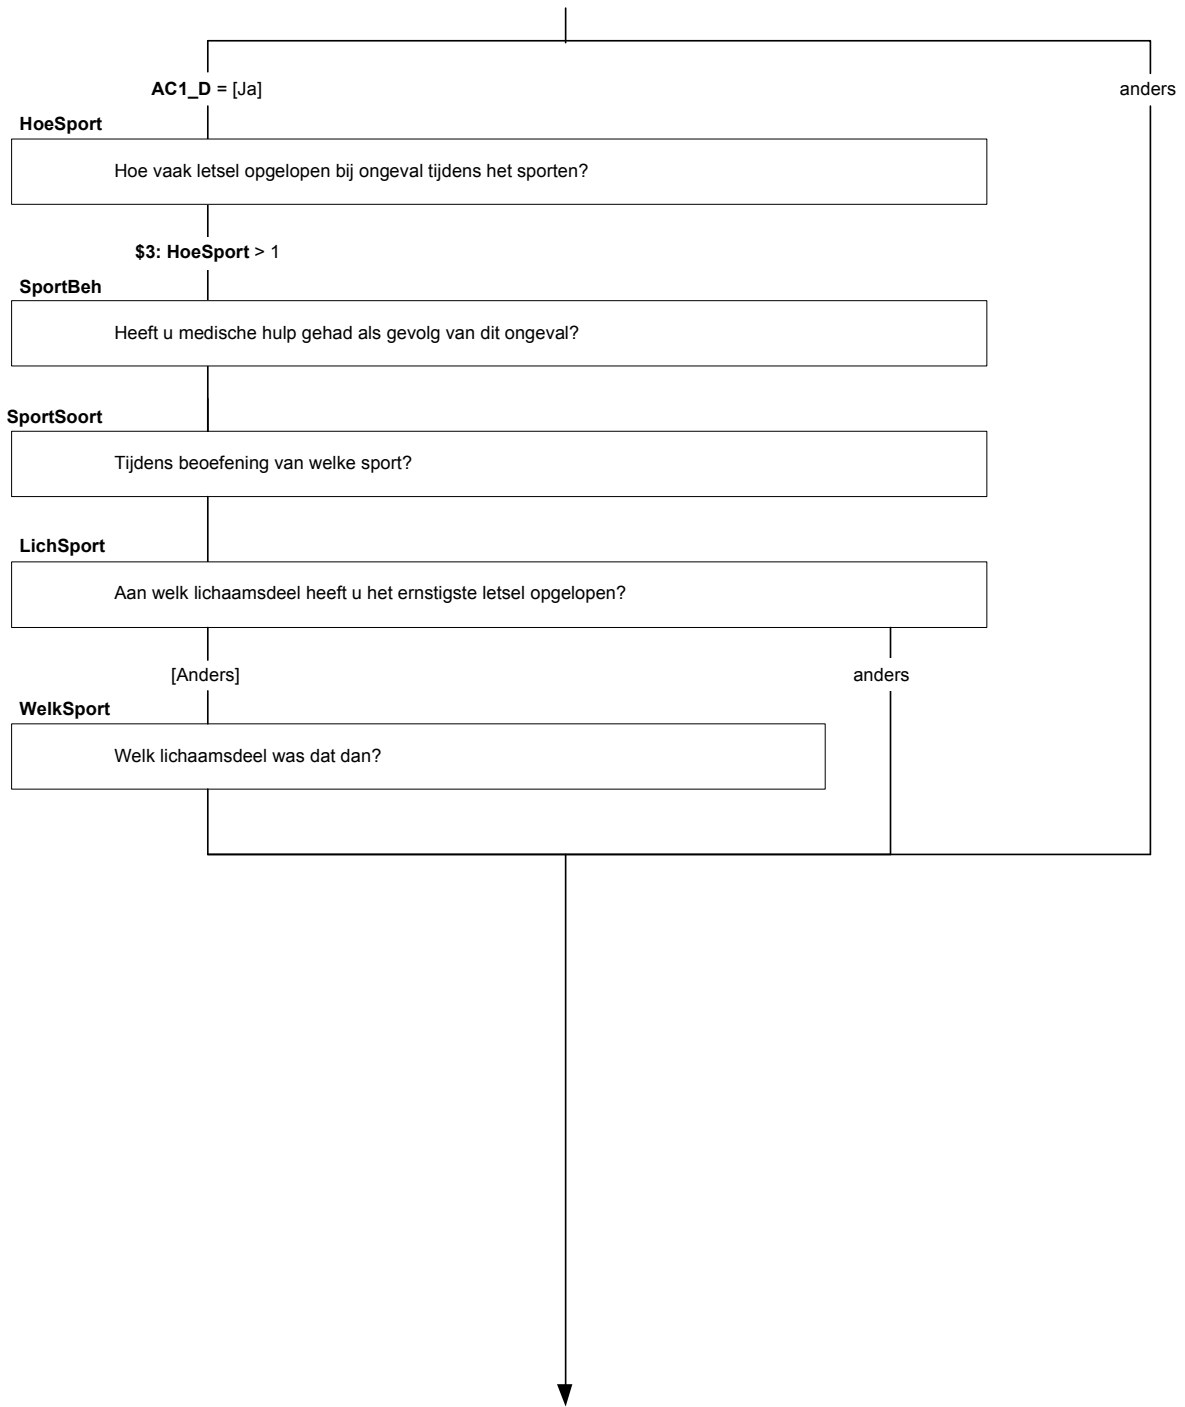 AC1_D = [Ja]
anders
HoeSport
Hoe vaak letsel opgelopen bij ongeval tijdens het sporten?
$3: HoeSport > 1
SportBeh
Heeft u medische hulp gehad als gevolg van dit ongeval?
SportSoort
Tijdens beoefening van welke sport?
LichSport
Aan welk lichaamsdeel heeft u het ernstigste letsel opgelopen?
[Anders]
anders
WelkSport
Welk lichaamsdeel was dat dan?